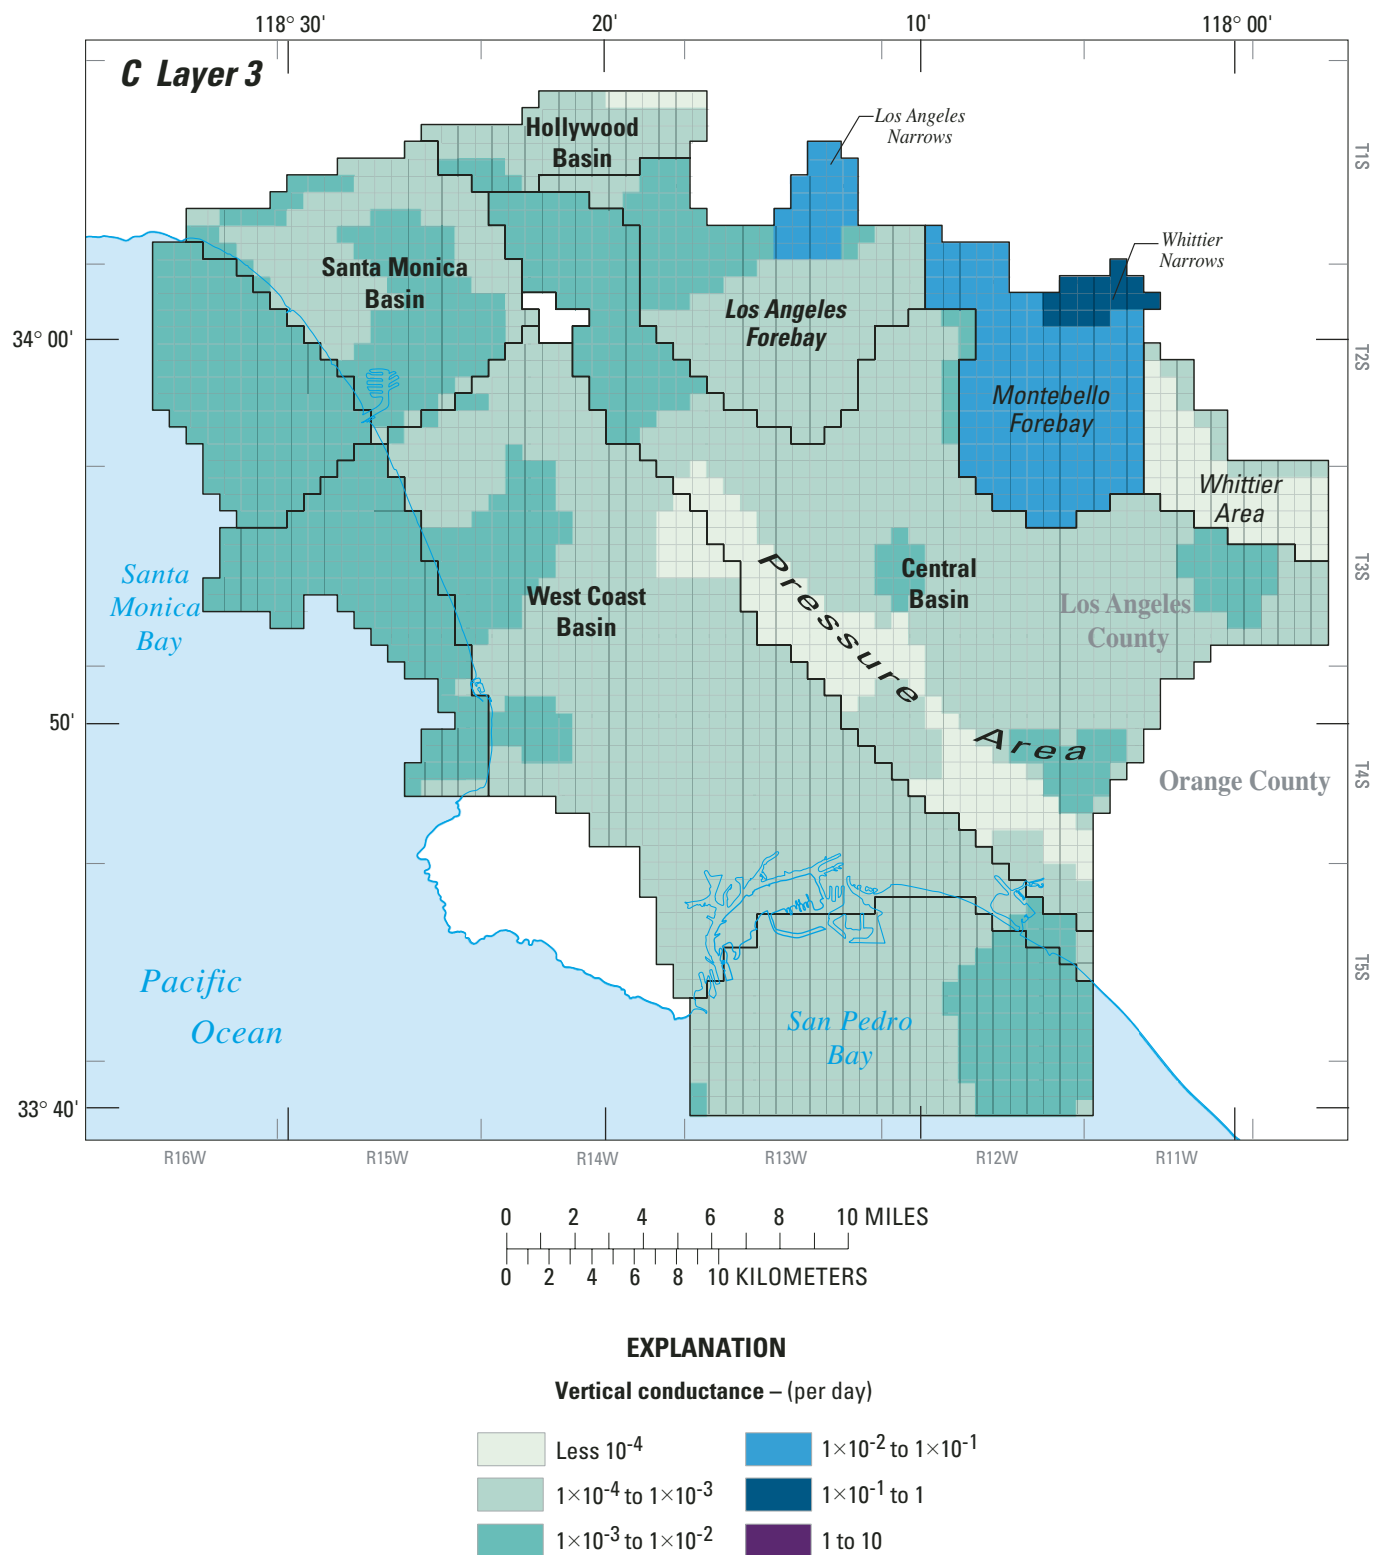 118° 30'
20'
10'
118° 00'
C Layer 3
Hollywood
Basin
Los Angeles
Narrows
T1S
Whittier
Narrows
Santa Monica
Basin
Los Angeles
Forebay
34° 00'
T2S
Montebello
Forebay
Whittier
Area
Santa
Monica
Bay
West Coast
Basin
Pressure
Area
Central
Basin
Los Angeles
County
T3S
50'
Orange County
T4S
Pacific
Ocean
San Pedro
Bay
T5S
33° 40'
R16W
R15W
R14W
R13W
R12W
R11W
0 2 4 6 8 10 MILES
0 2 4 6 8 10 KILOMETERS
EXPLANATION
Vertical conductance – (per day)
Less 10⁻⁴
1×10⁻⁴ to 1×10⁻³
1×10⁻³ to 1×10⁻²
1×10⁻² to 1×10⁻¹
1×10⁻¹ to 1
1 to 10